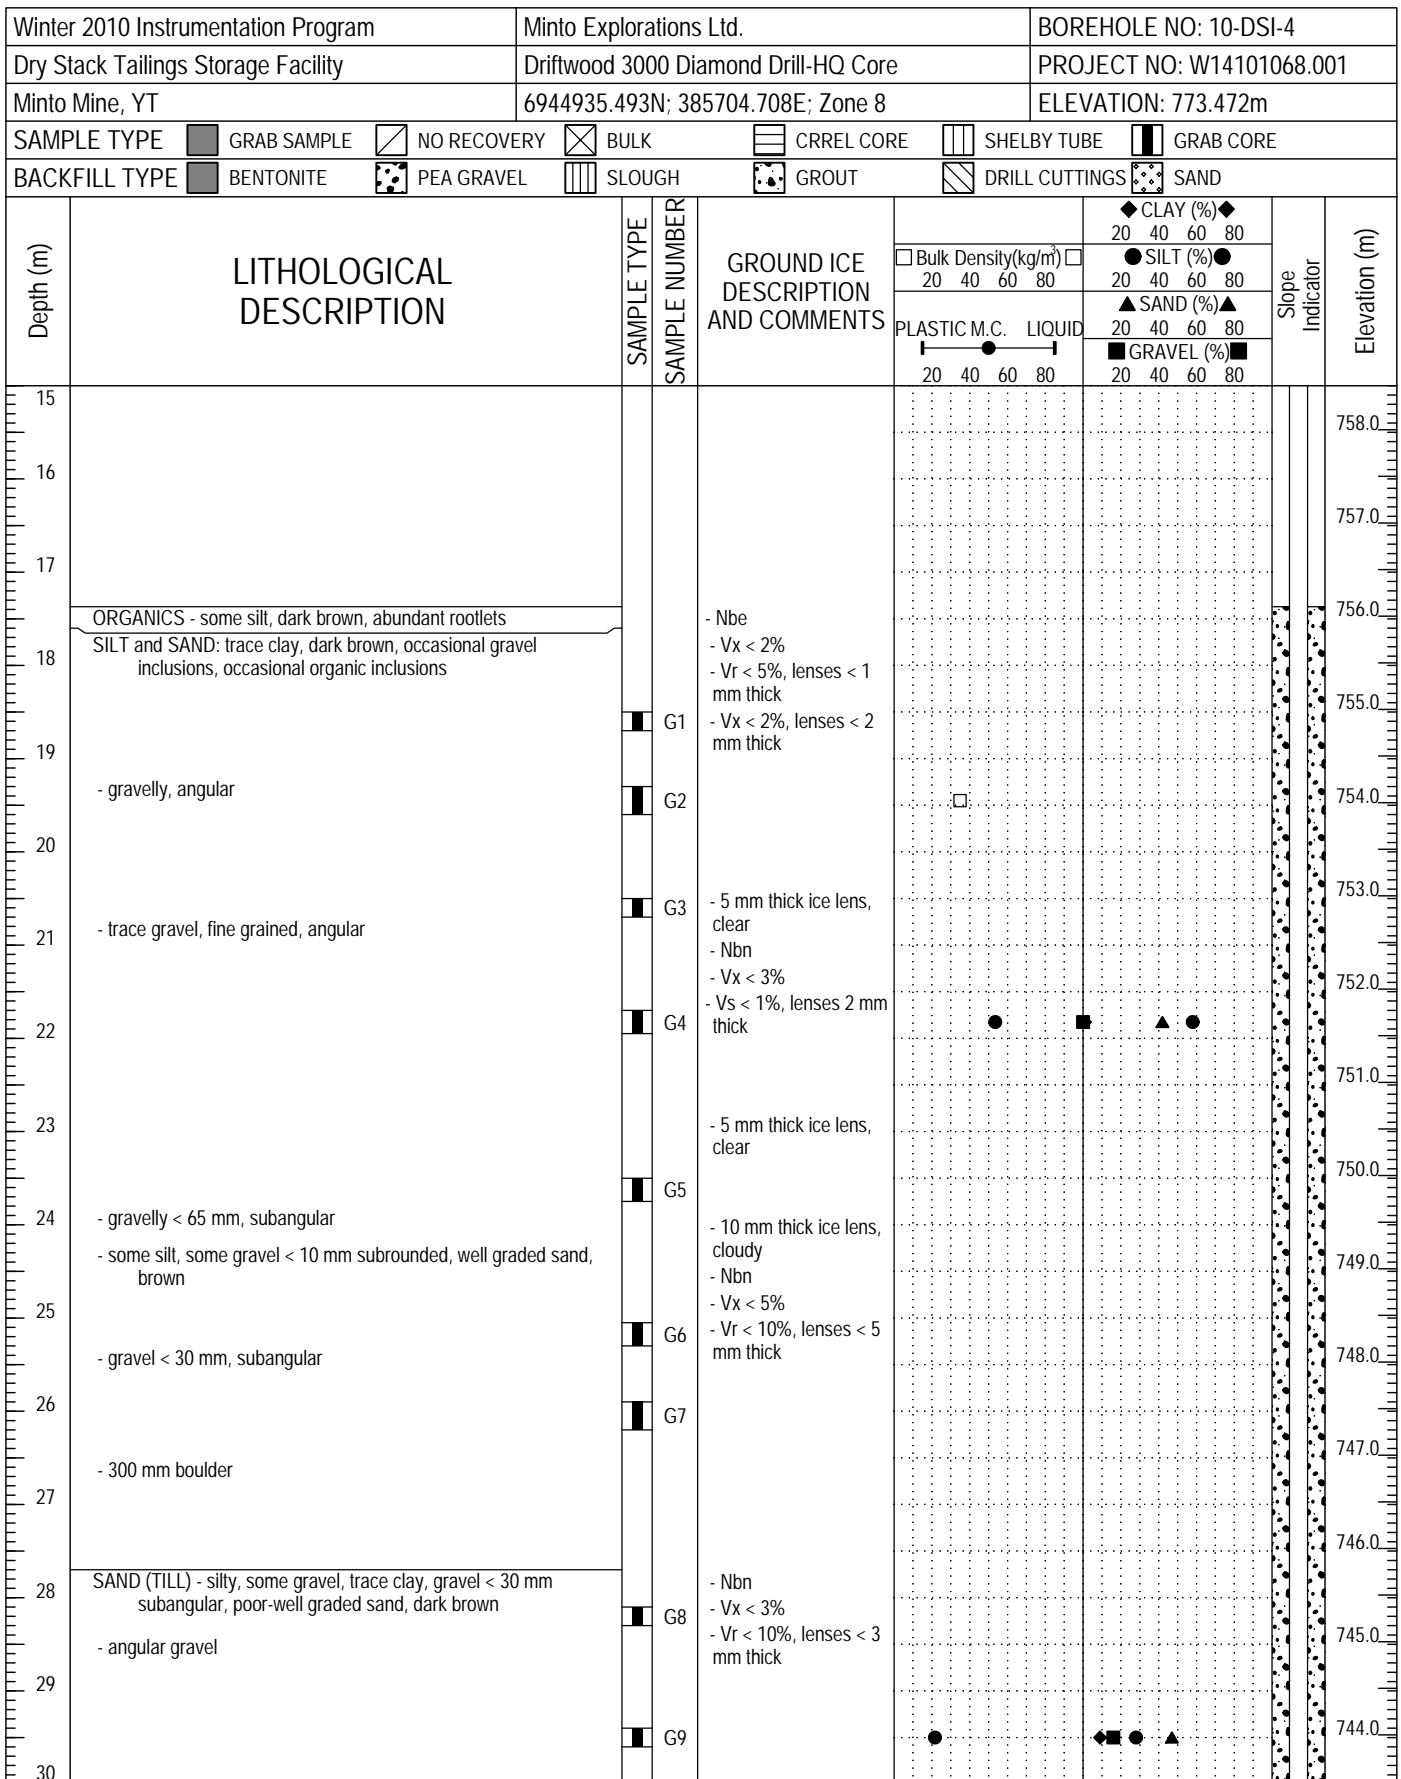 Winter 2010 Instrumentation Program
Minto Explorations Ltd.
BOREHOLE NO: 10-DSI-4
Dry Stack Tailings Storage Facility
Driftwood 3000 Diamond Drill-HQ Core
PROJECT NO: W14101068.001
Minto Mine, YT
6944935.493N; 385704.708E; Zone 8
ELEVATION: 773.472m
SAMPLE TYPE GRAB SAMPLE NO RECOVERY BULK CRREL CORE SHELBY TUBE GRAB CORE
BACKFILL TYPE BENTONITE PEA GRAVEL SLOUGH GROUT DRILL CUTTINGS SAND
Depth (m)
LITHOLOGICAL
DESCRIPTION
SAMPLE TYPE
SAMPLE NUMBER
GROUND ICE
DESCRIPTION
AND COMMENTS
Bulk Density(kg/m³)
20 40 60 80
PLASTIC M.C. LIQUID
20 40 60 80
CLAY (%)
20 40 60 80
SILT (%)
20 40 60 80
SAND (%)
20 40 60 80
GRAVEL (%)
20 40 60 80
Slope
Indicator
Elevation (m)
15
758.0
16
757.0
17
756.0
ORGANICS - some silt, dark brown, abundant rootlets
- Nbe
SILT and SAND: trace clay, dark brown, occasional gravel
inclusions, occasional organic inclusions
- Vx < 2%
18
- Vr < 5%, lenses < 1
mm thick
755.0
G1
- Vx < 2%, lenses < 2
mm thick
19
- gravelly, angular
G2
754.0
20
753.0
G3
- 5 mm thick ice lens,
clear
- trace gravel, fine grained, angular
21
- Nbn
- Vx < 3%
752.0
- Vs < 1%, lenses 2 mm
thick
G4
22
751.0
23
- 5 mm thick ice lens,
clear
750.0
G5
24
- gravelly < 65 mm, subangular
- 10 mm thick ice lens,
cloudy
- some silt, some gravel < 10 mm subrounded, well graded sand,
brown
749.0
- Nbn
- Vx < 5%
25
G6
- Vr < 10%, lenses < 5
mm thick
- gravel < 30 mm, subangular
748.0
26
G7
747.0
- 300 mm boulder
27
746.0
SAND (TILL) - silty, some gravel, trace clay, gravel < 30 mm
subangular, poor-well graded sand, dark brown
- Nbn
28
- Vx < 3%
G8
- Vr < 10%, lenses < 3
mm thick
745.0
- angular gravel
29
G9
744.0
30